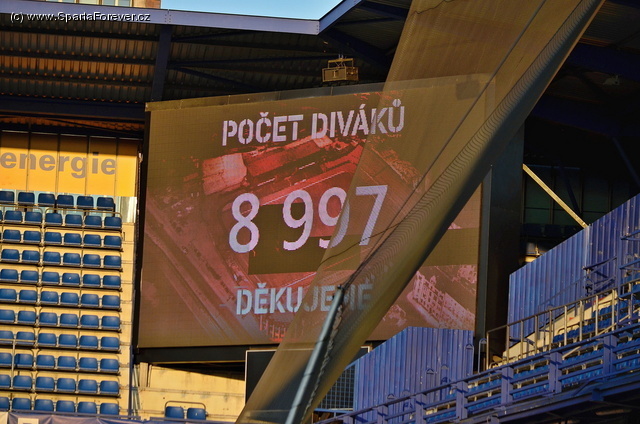 (c) www.SpartaForever.cz
POČET DIVÁKŮ
energie
8 997
DĚKUJEME